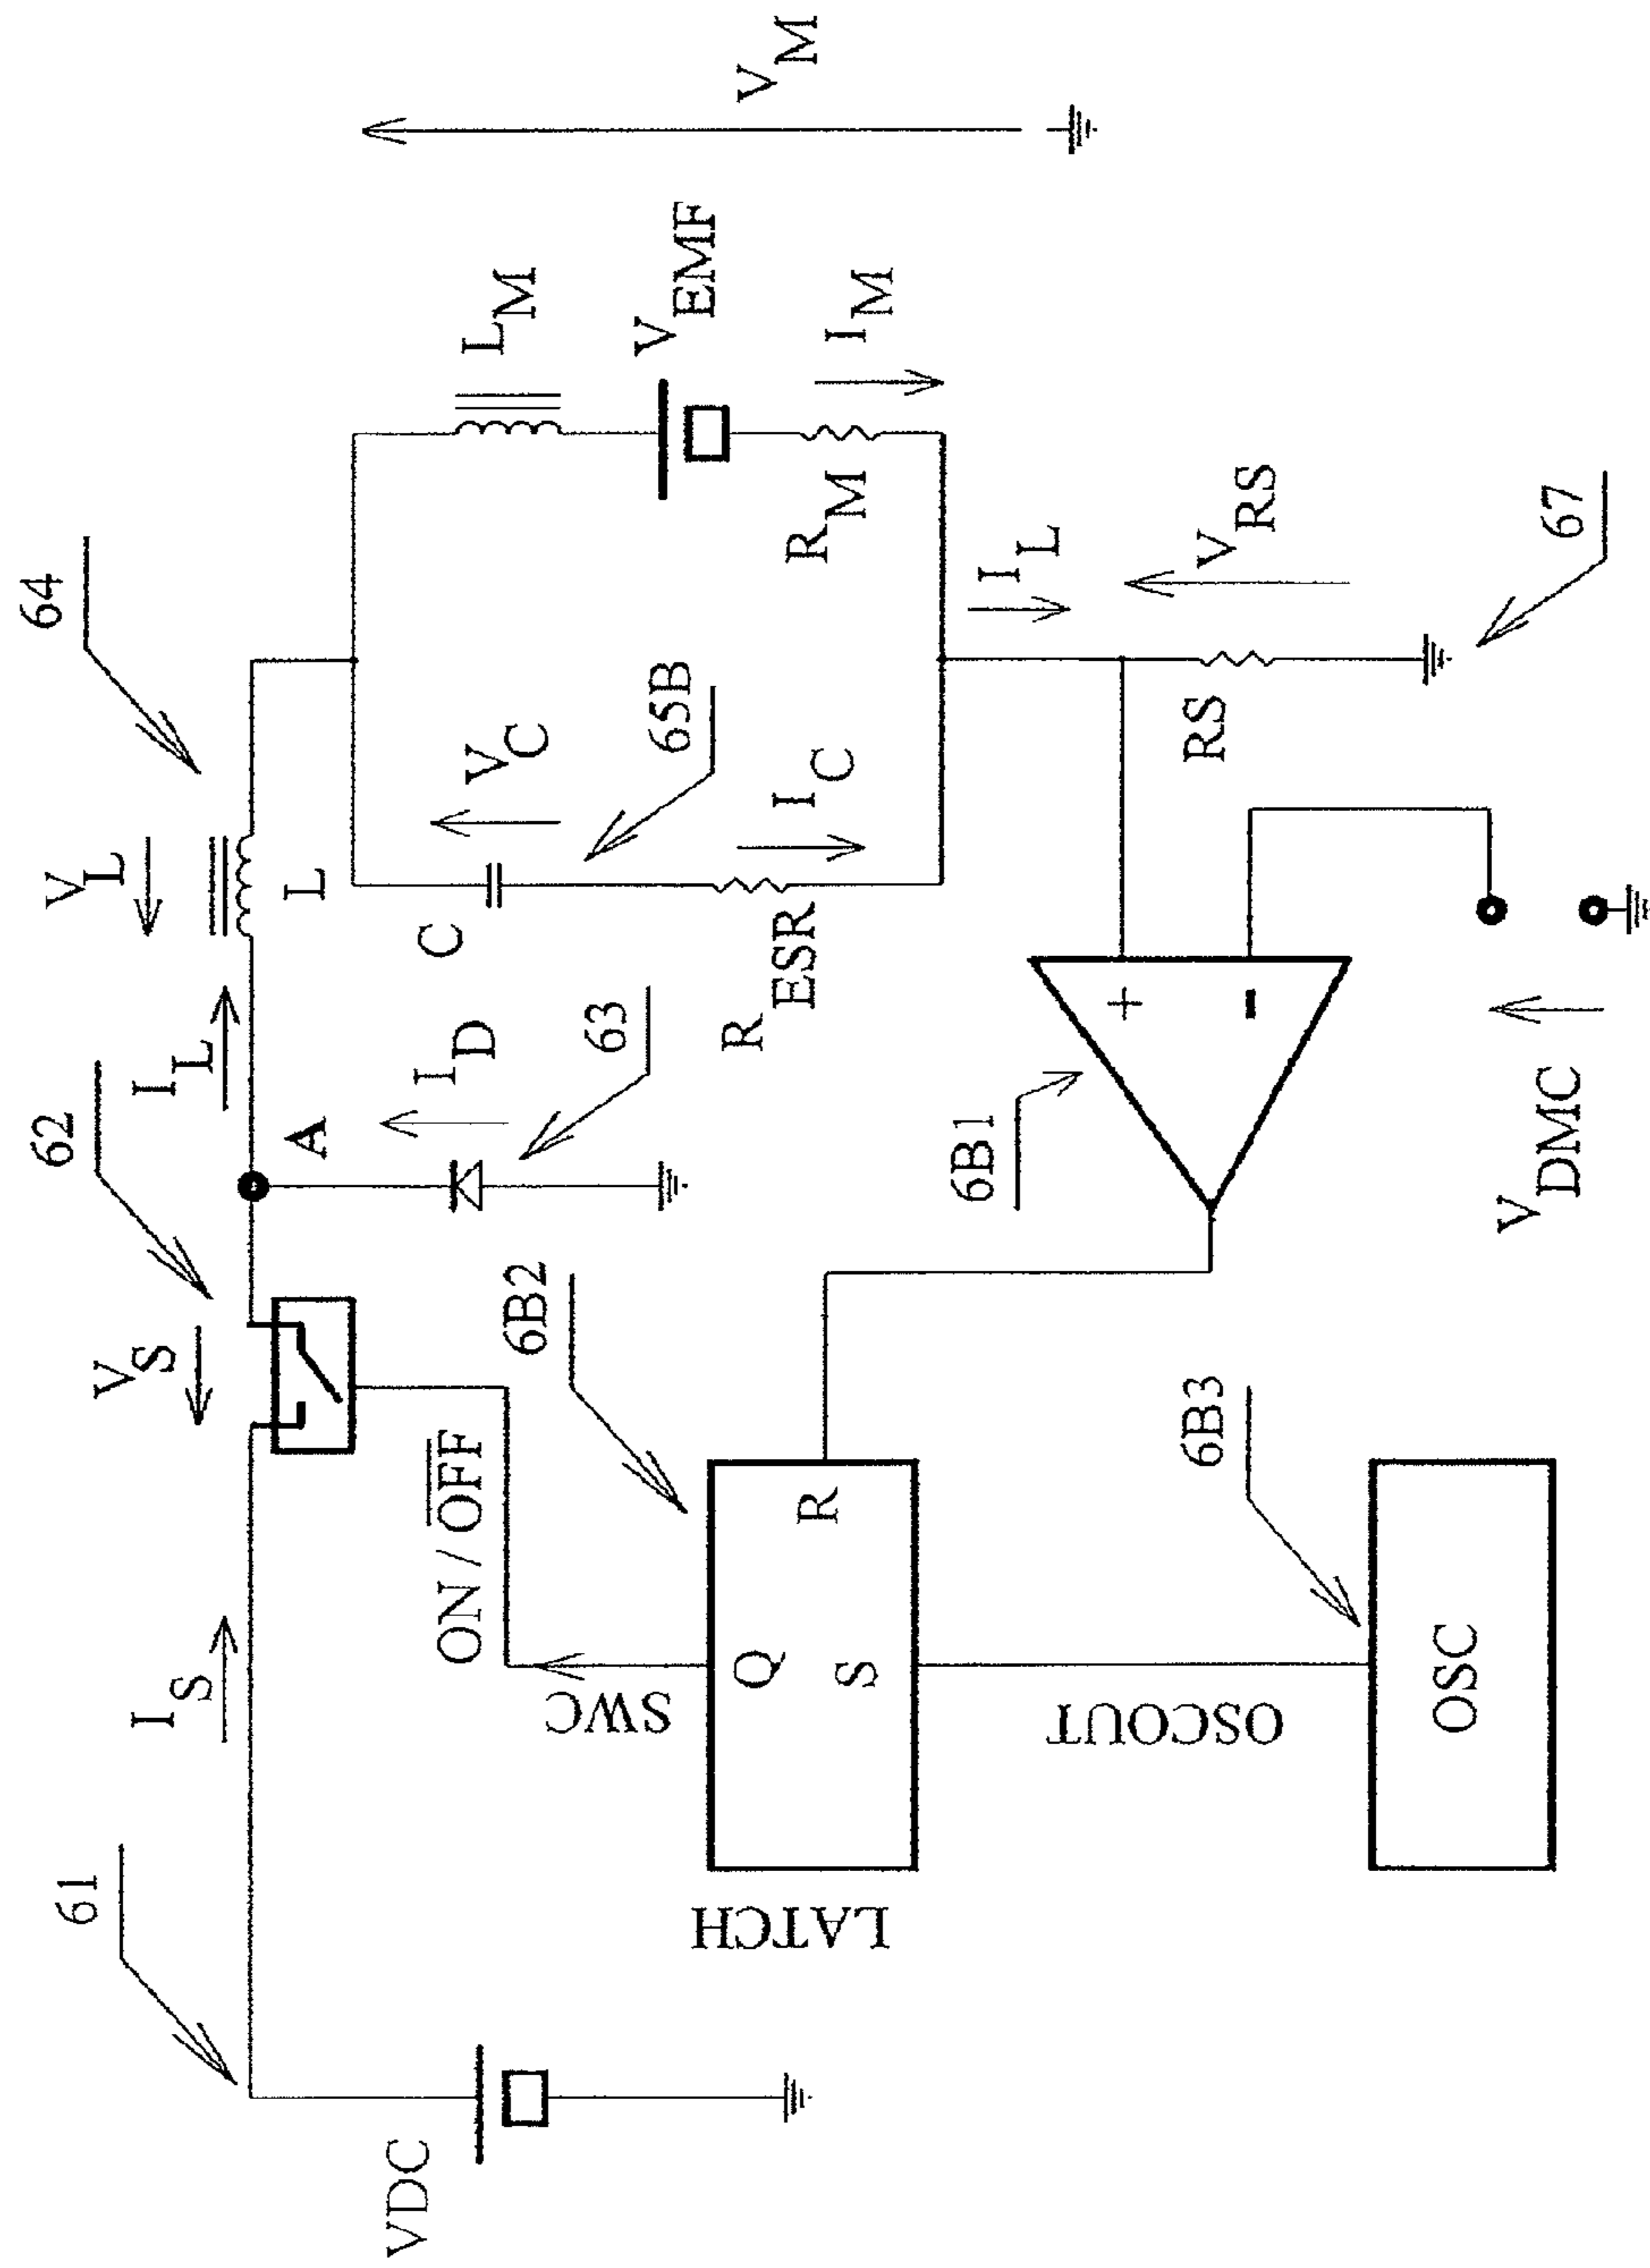 61
VDC
I_S
62
V_S
A
I_L
V_L
64
L
I_D
63
ON / OFF
SWC
Q
S
R
LATCH
6B2
OSCOUT
OSC
6B3
C
V_C
65B
R_ESR
I_C
L_M
V_EMF
R_M
I_M
V_M
I_L
V_RS
RS
67
+
-
6B1
V_DMC